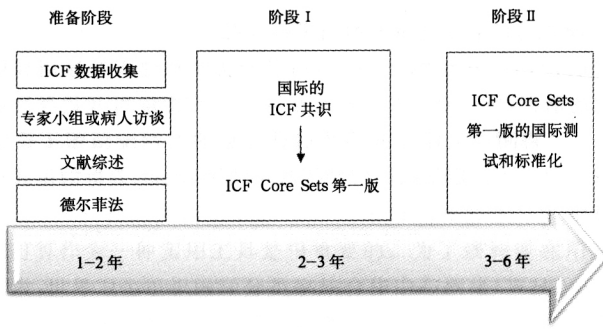 准备阶段
阶段Ⅰ
阶段Ⅱ
ICF 数据收集
专家小组或病人访谈
文献综述
德尔菲法
国际的
ICF 共识
ICF Core Sets 第一版
ICF Core Sets
第一版的国际测
试和标准化
1–2 年
2–3 年
3–6 年